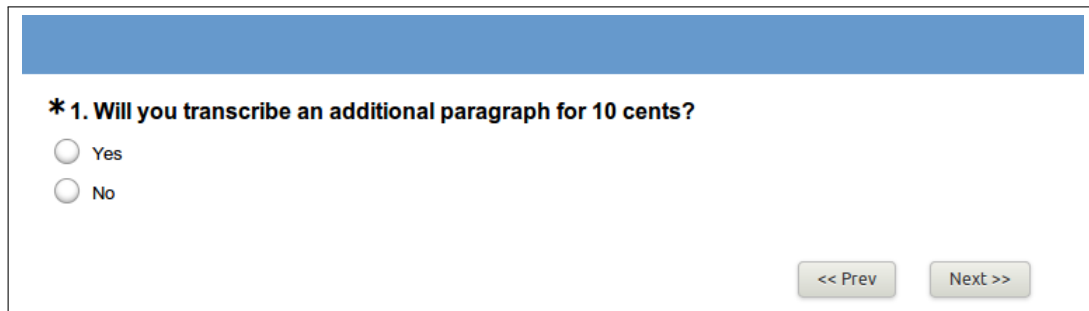 * 1. Will you transcribe an additional paragraph for 10 cents?
Yes
No
<< Prev Next >>